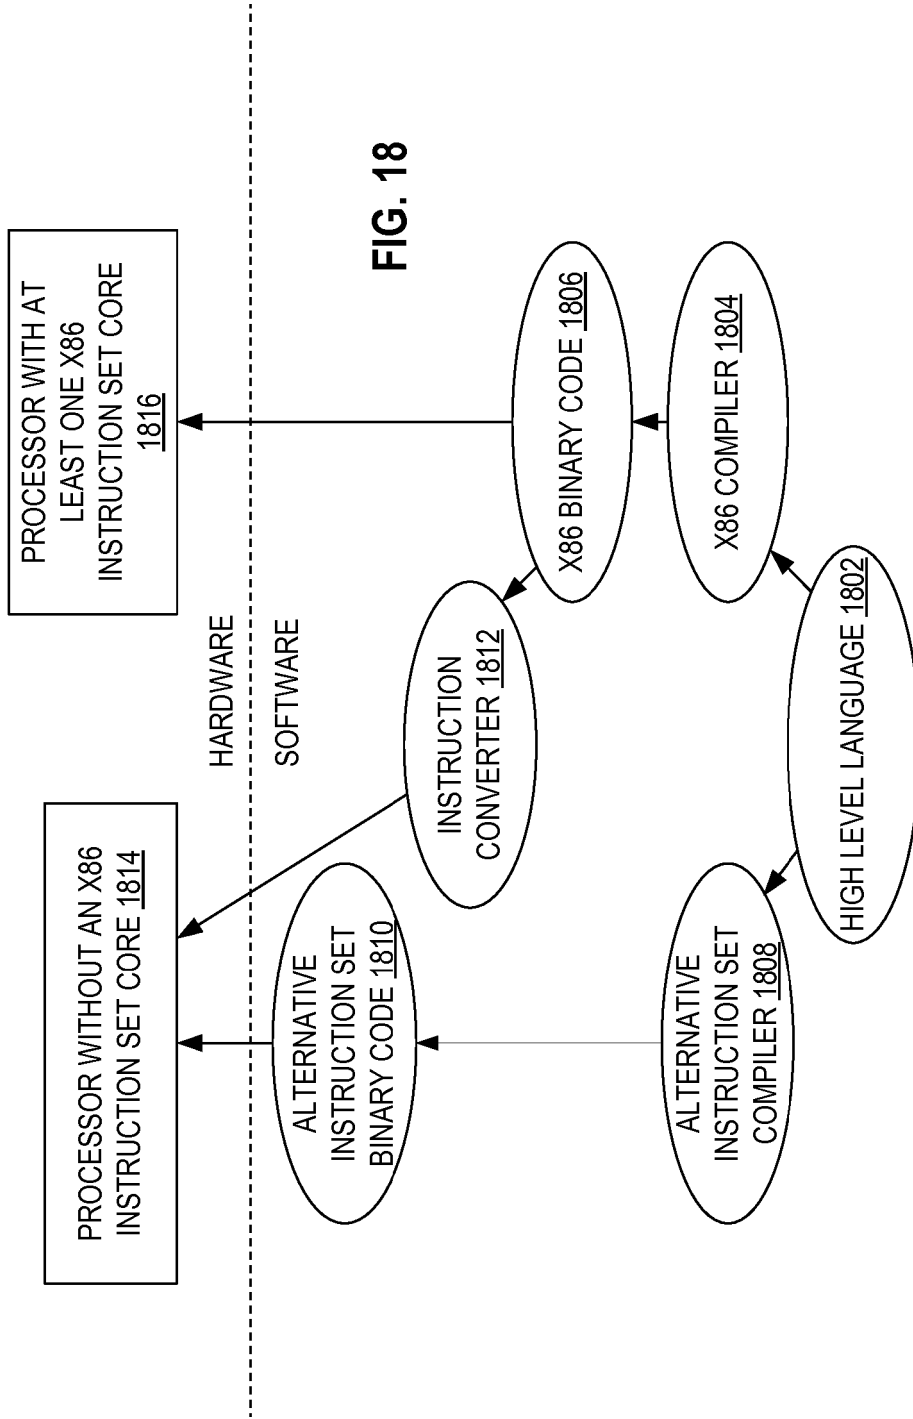 PROCESSOR WITHOUT AN X86
INSTRUCTION SET CORE 1814
PROCESSOR WITH AT
LEAST ONE X86
INSTRUCTION SET CORE
1816
HARDWARE
SOFTWARE
ALTERNATIVE
INSTRUCTION SET
BINARY CODE 1810
INSTRUCTION
CONVERTER 1812
FIG. 18
X86 BINARY CODE 1806
ALTERNATIVE
INSTRUCTION SET
COMPILER 1808
X86 COMPILER 1804
HIGH LEVEL LANGUAGE 1802